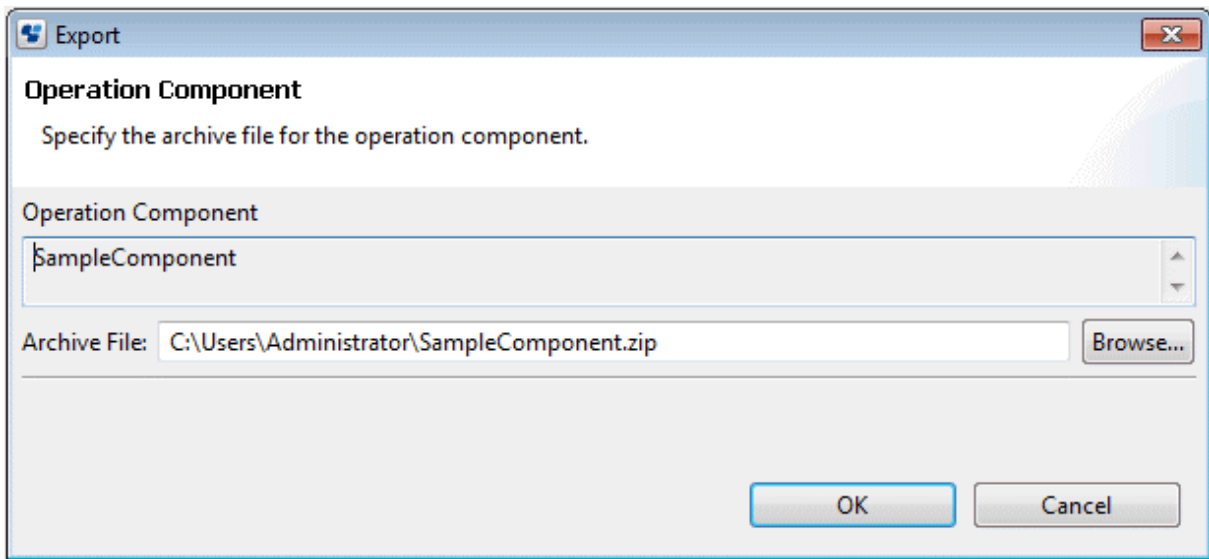 Export
Operation Component
Specify the archive file for the operation component.
Operation Component
SampleComponent
Archive File: C:\Users\Administrator\SampleComponent.zip Browse...
OK Cancel